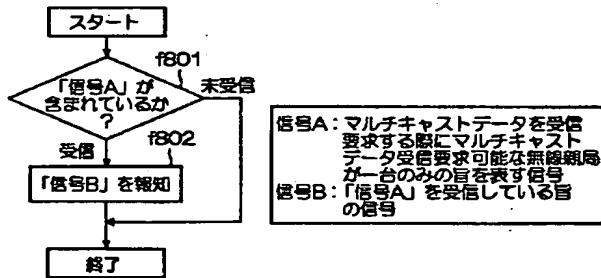 スタート
f801
「信号A」が
含まれているか
?
未受信
受信
f802
「信号B」を報知
終了
信号A:マルチキャストデータを受信
要求する際にマルチキャスト
データ受信要求可能な無線親局
が一台のみの旨を表す信号
信号B:「信号A」を受信している旨
の信号